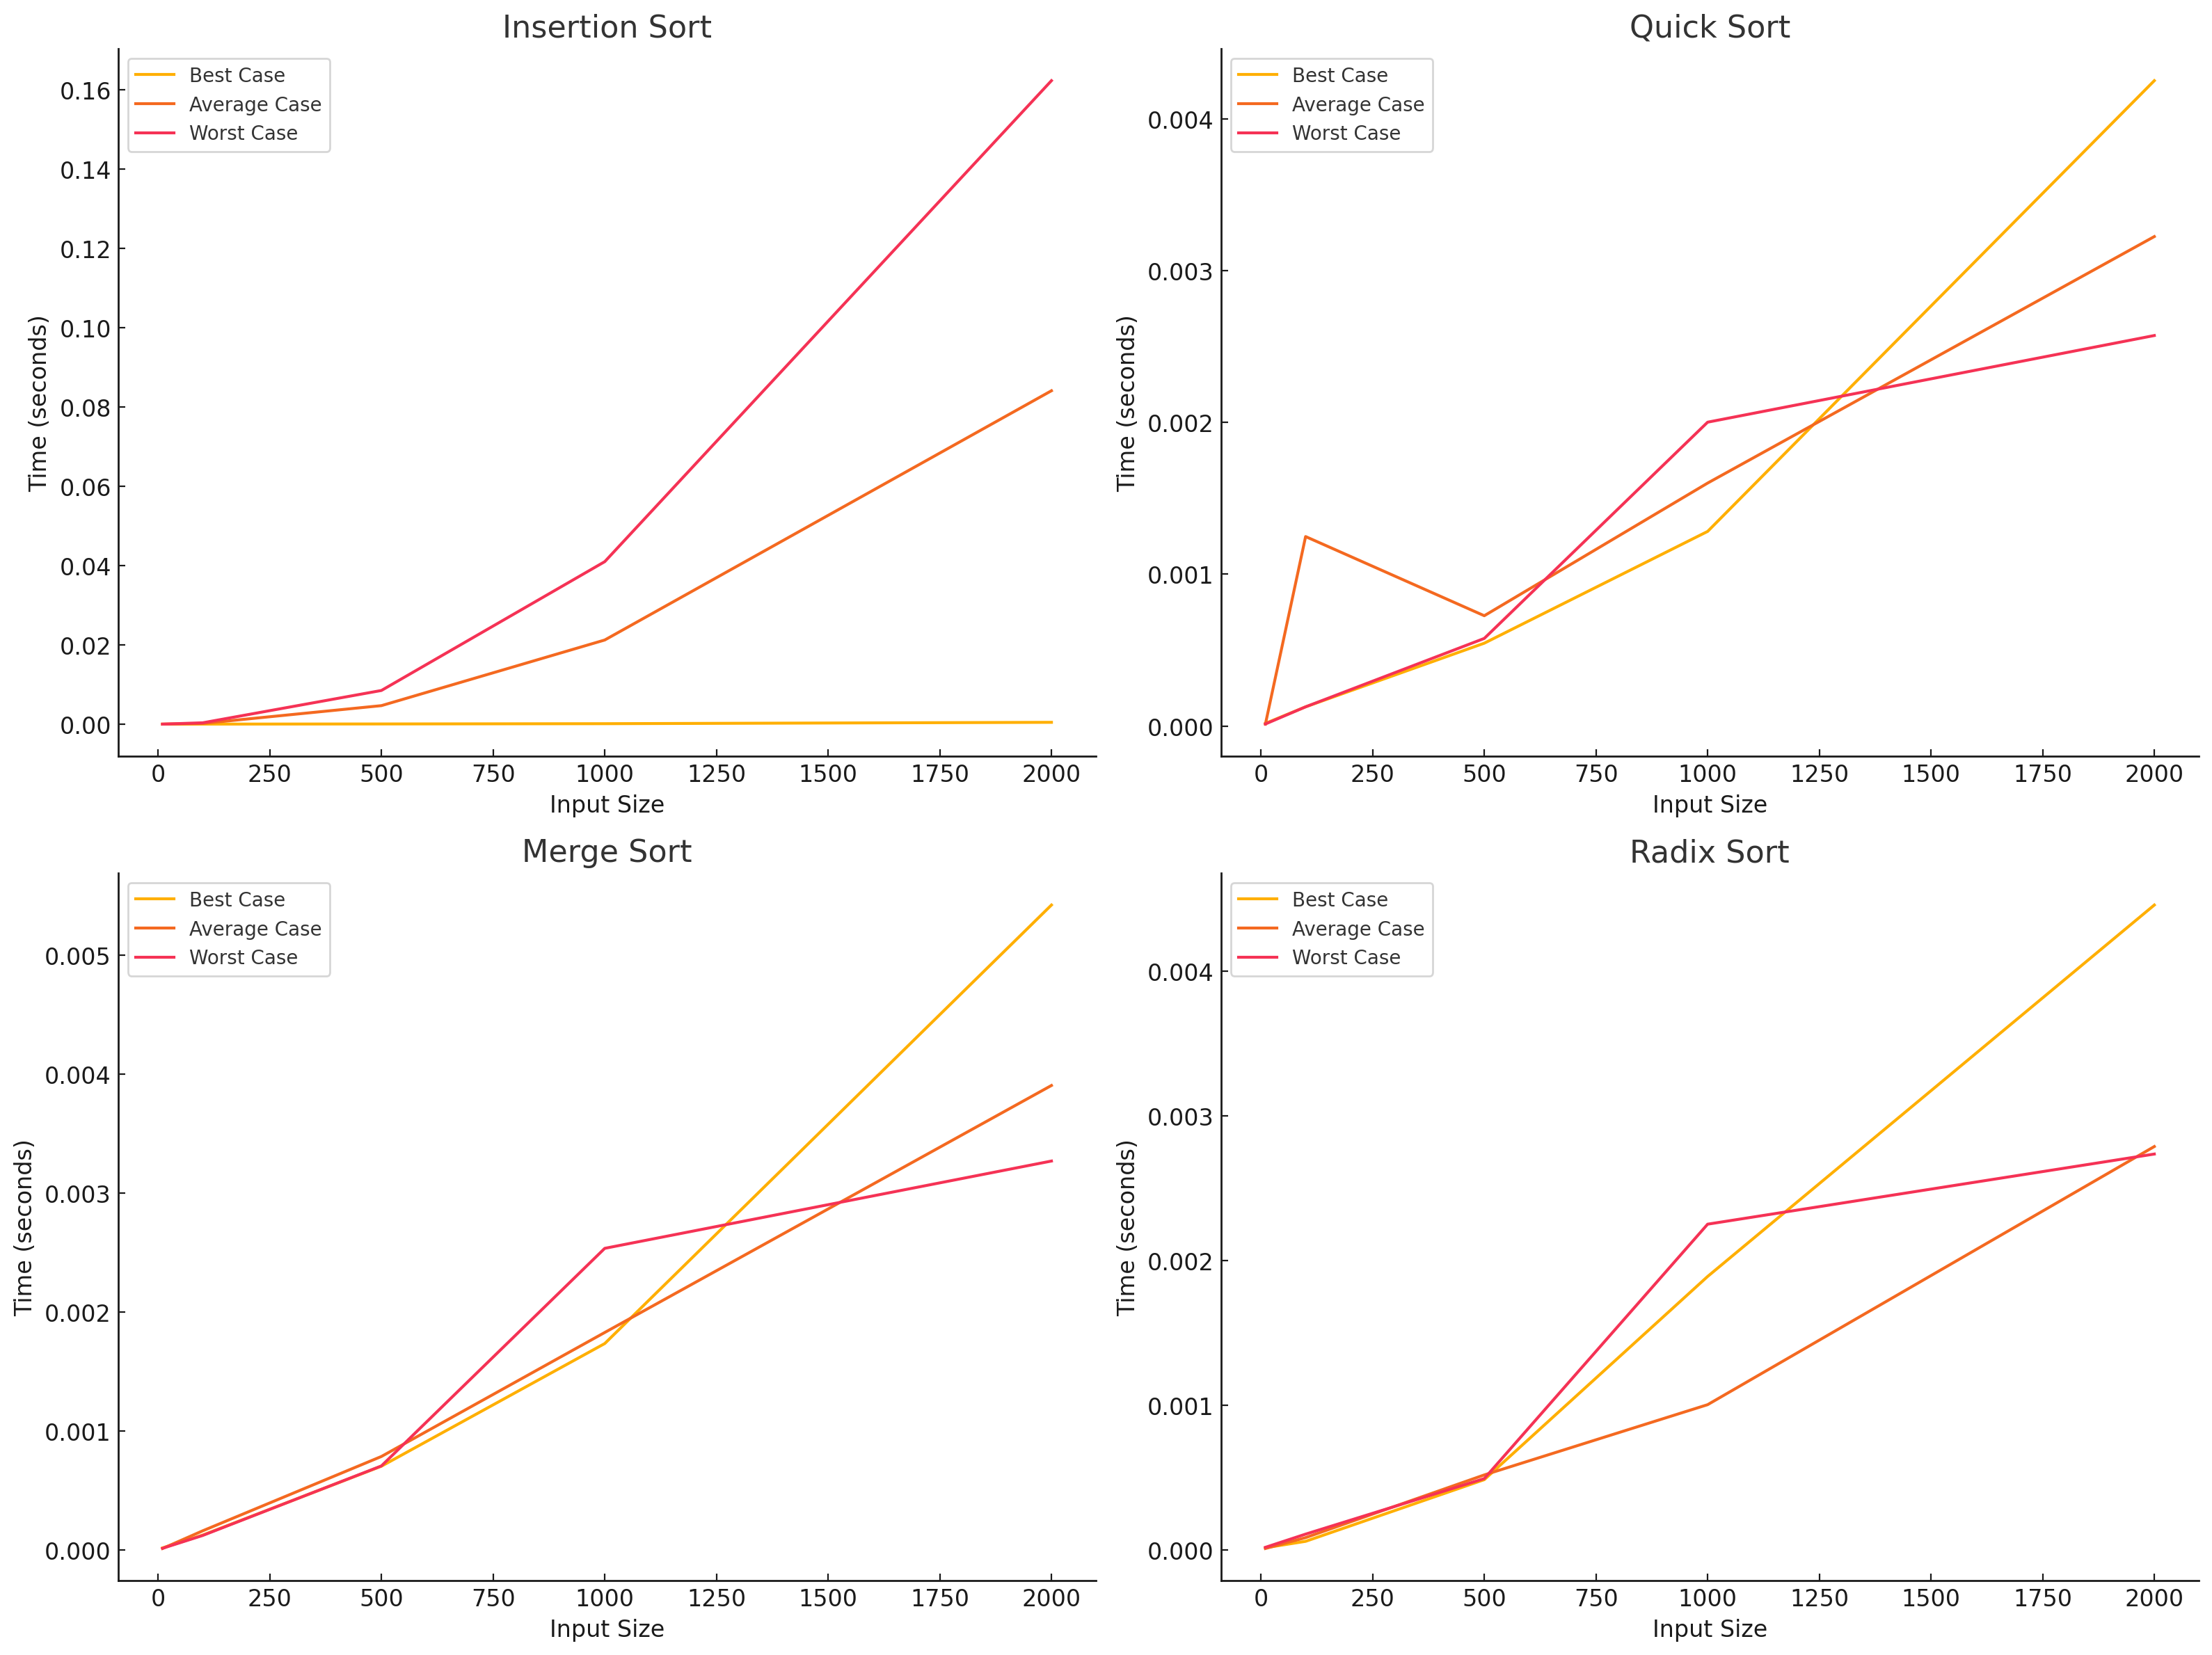 Insertion Sort
Best Case
Average Case
Worst Case
Time (seconds)
0.16
0.14
0.12
0.10
0.08
0.06
0.04
0.02
0.00
0 250 500 750 1000 1250 1500 1750 2000
Input Size
Quick Sort
Best Case
Average Case
Worst Case
Time (seconds)
0.004
0.003
0.002
0.001
0.000
0 250 500 750 1000 1250 1500 1750 2000
Input Size
Merge Sort
Best Case
Average Case
Worst Case
Time (seconds)
0.005
0.004
0.003
0.002
0.001
0.000
0 250 500 750 1000 1250 1500 1750 2000
Input Size
Radix Sort
Best Case
Average Case
Worst Case
Time (seconds)
0.004
0.003
0.002
0.001
0.000
0 250 500 750 1000 1250 1500 1750 2000
Input Size